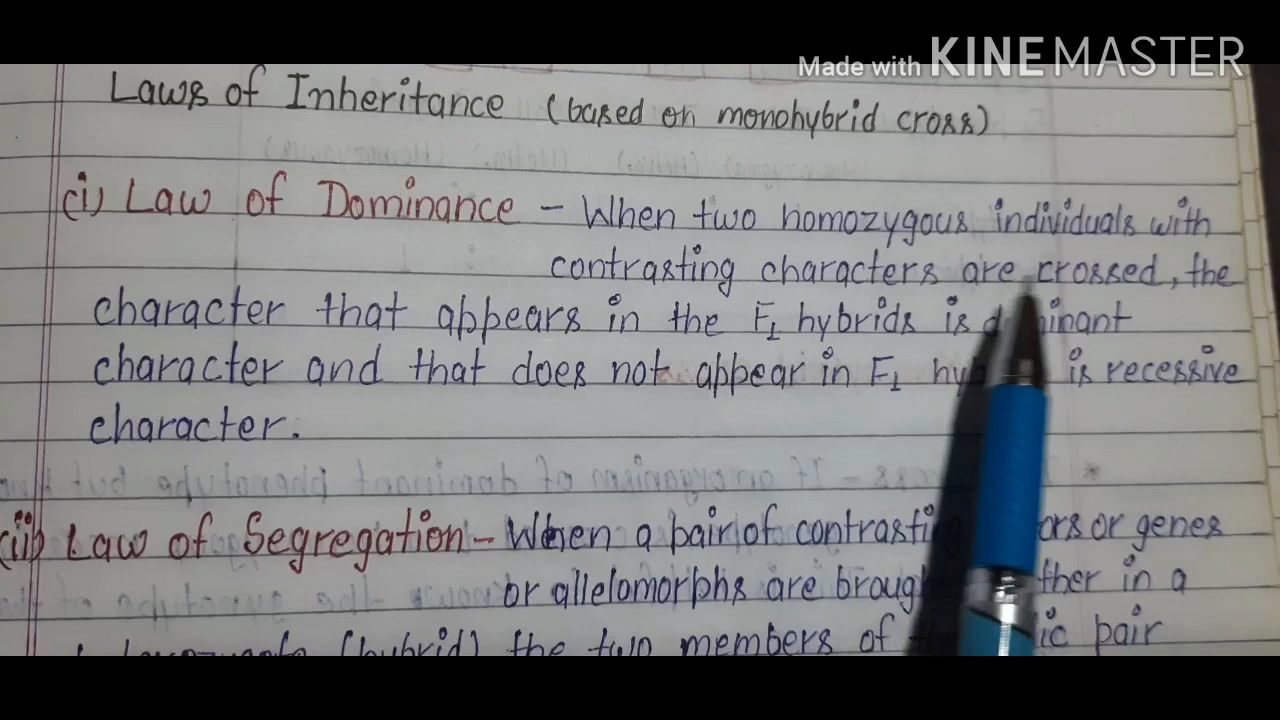 Made with KINEMASTER
Laws of Inheritance (based on monohybrid cross)
(i) Law of Dominance - When two homozygous individuals with
contrasting characters are crossed, the
character that appears in the F1 hybrids is dominant
character and that does not appear in F1 is recessive
character.
(ii) Law of Segregation - When a pair of contrasting or genes
or allelomorphs are in a
(hybrid) the two members of pair